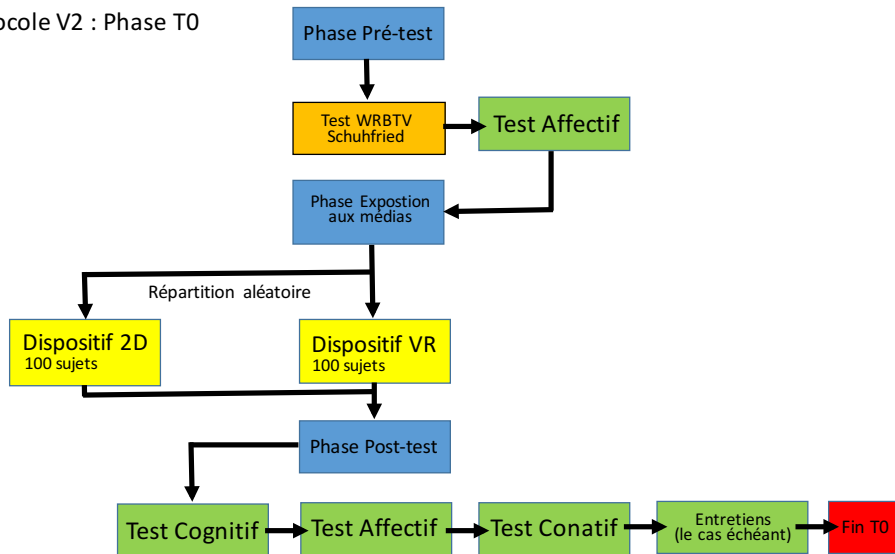 ocole V2 : Phase T0
Phase Pré-test
Test WRBTV
Schuhfried
Test Affectif
Phase Expostion
aux médias
Répartition aléatoire
Dispositif 2D
100 sujets
Dispositif VR
100 sujets
Phase Post-test
Test Cognitif
Test Affectif
Test Conatif
Entretiens
(le cas échéant)
Fin T0